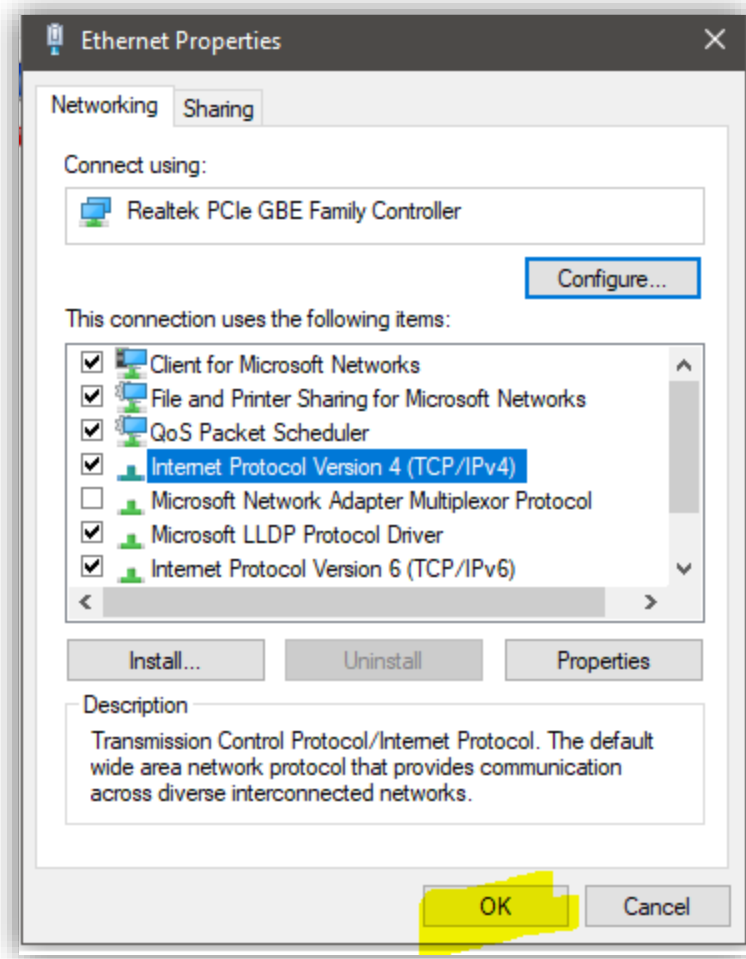 Ethernet Properties
Networking
Sharing
Connect using:
Realtek PCIe GBE Family Controller
Configure...
This connection uses the following items:
Client for Microsoft Networks
File and Printer Sharing for Microsoft Networks
QoS Packet Scheduler
Internet Protocol Version 4 (TCP/IPv4)
Microsoft Network Adapter Multiplexor Protocol
Microsoft LLDP Protocol Driver
Internet Protocol Version 6 (TCP/IPv6)
Install...
Uninstall
Properties
Description
Transmission Control Protocol/Internet Protocol. The default
wide area network protocol that provides communication
across diverse interconnected networks.
OK
Cancel